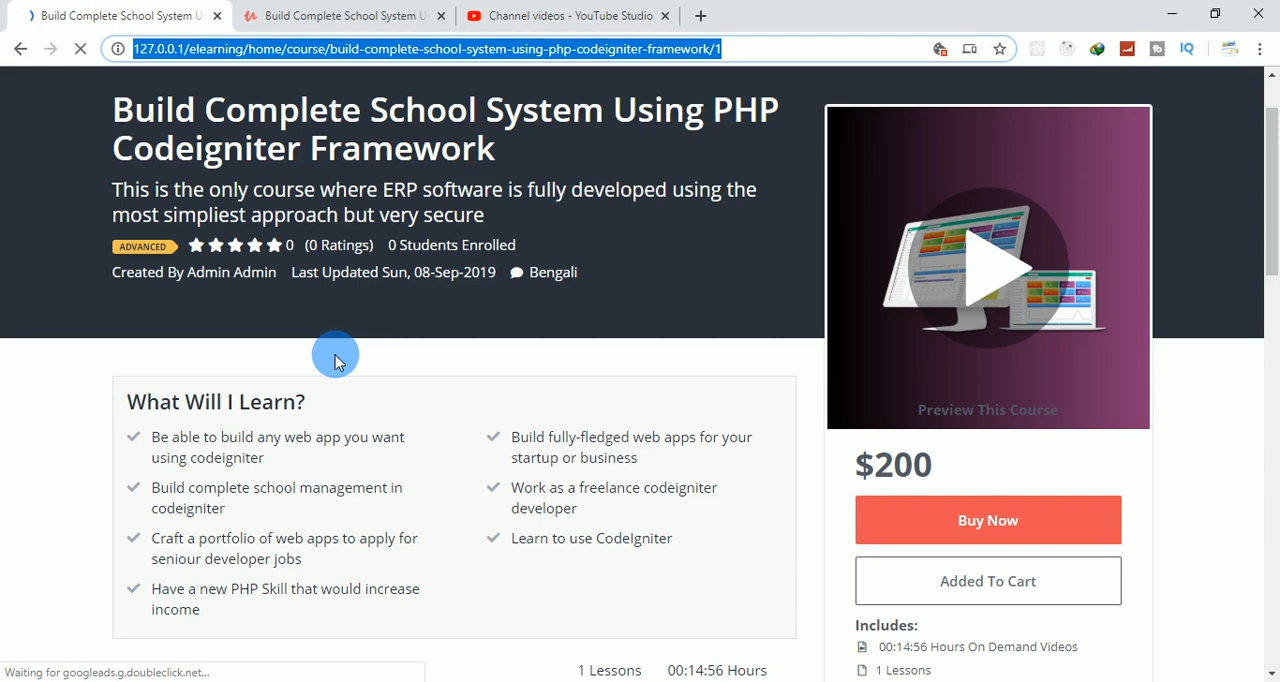 Build Complete School System U
Build Complete School System U
Channel videos - YouTube Studio
127.0.0.1/elearning/home/course/build-complete-school-system-using-php-codeigniter-framework/1
IQ
Build Complete School System Using PHP
Codeigniter Framework
This is the only course where ERP software is fully developed using the
most simpliest approach but very secure
ADVANCED 0 (0 Ratings) 0 Students Enrolled
Created By Admin Admin Last Updated Sun, 08-Sep-2019 Bengali
Preview This Course
What Will I Learn?
Be able to build any web app you want
using codeigniter
Build complete school management in
codeigniter
Craft a portfolio of web apps to apply for
seniour developer jobs
Have a new PHP Skill that would increase
income
Build fully-fledged web apps for your
startup or business
Work as a freelance codeigniter
developer
Learn to use CodeIgniter
$200
Buy Now
Added To Cart
Includes:
00:14:56 Hours On Demand Videos
1 Lessons
1 Lessons 00:14:56 Hours
Waiting for googleads.g.doubleclick.net...